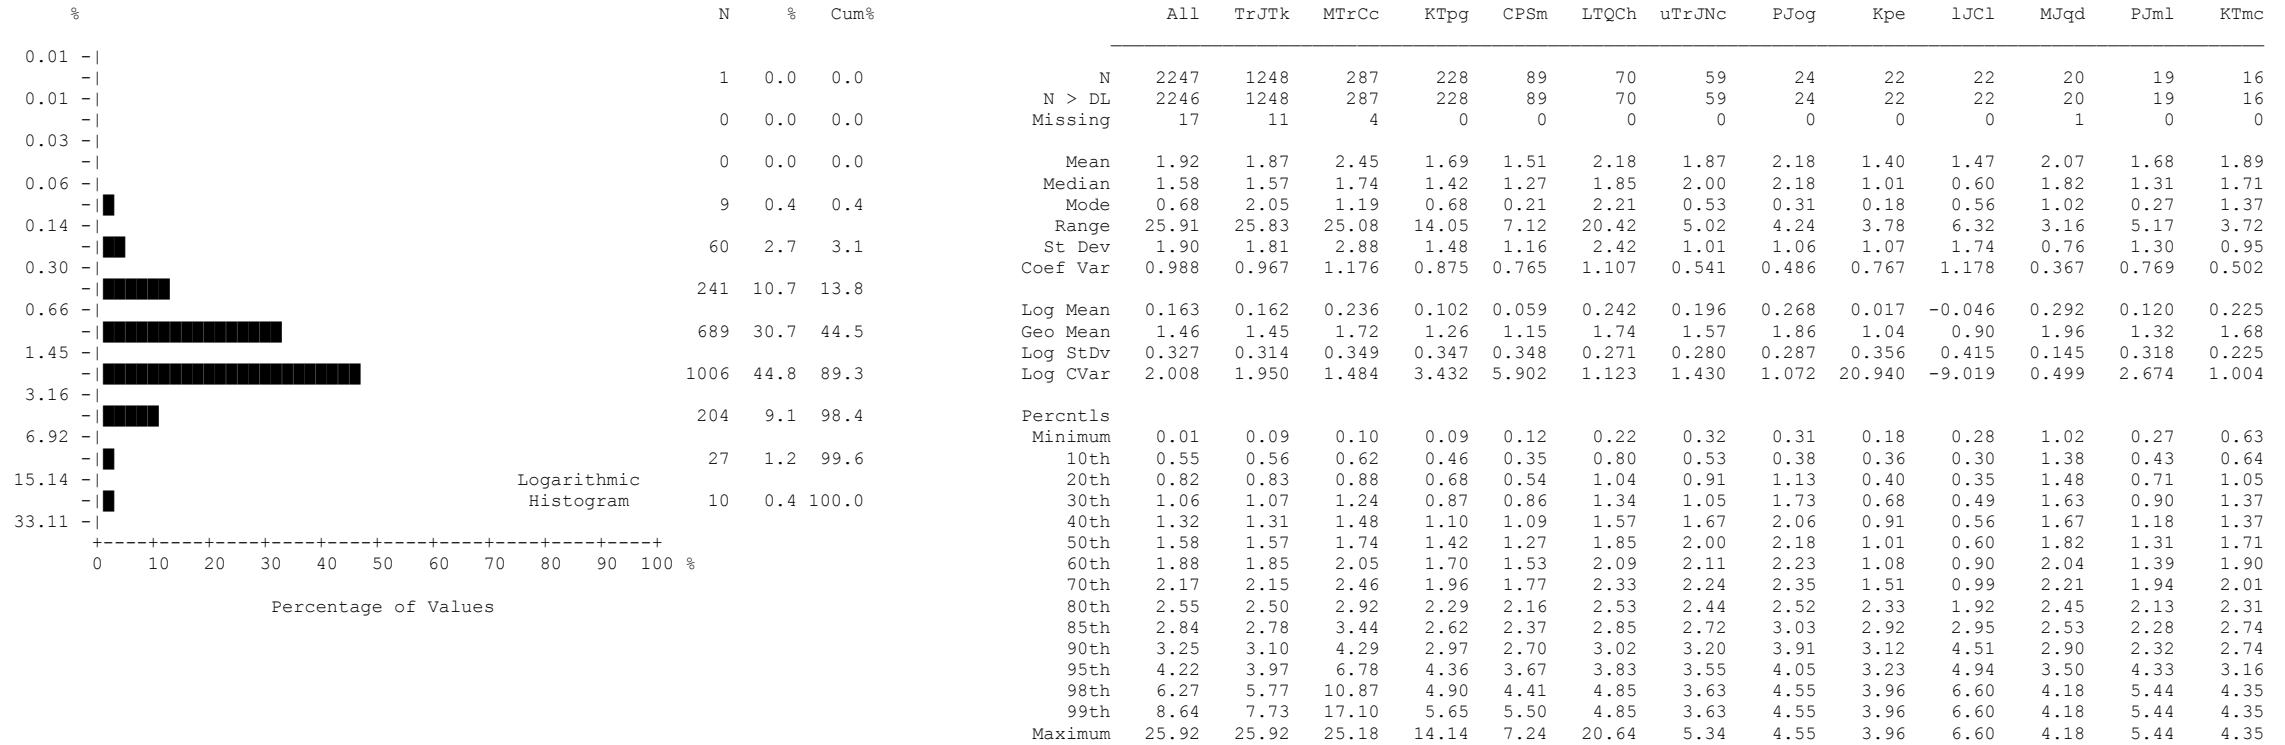 % N % Cum% All TrJTk MTrCc KTpg CPSm LTQCh uTrJNc PJog Kpe lJCl MJqd PJml KTmc
0.01 -|
-| 1 0.0 0.0 N 2247 1248 287 228 89 70 59 24 22 22 20 19 16
0.01 -| N > DL 2246 1248 287 228 89 70 59 24 22 22 20 19 16
-| 0 0.0 0.0 Missing 17 11 4 0 0 0 0 0 0 0 1 0 0
0.03 -|
-| 0 0.0 0.0 Mean 1.92 1.87 2.45 1.69 1.51 2.18 1.87 2.18 1.40 1.47 2.07 1.68 1.89
0.06 -| Median 1.58 1.57 1.74 1.42 1.27 1.85 2.00 2.18 1.01 0.60 1.82 1.31 1.71
-| 9 0.4 0.4 Mode 0.68 2.05 1.19 0.68 0.21 2.21 0.53 0.31 0.18 0.56 1.02 0.27 1.37
0.14 -| Range 25.91 25.83 25.08 14.05 7.12 20.42 5.02 4.24 3.78 6.32 3.16 5.17 3.72
-| 60 2.7 3.1 St Dev 1.90 1.81 2.88 1.48 1.16 2.42 1.01 1.06 1.07 1.74 0.76 1.30 0.95
0.30 -| Coef Var 0.988 0.967 1.176 0.875 0.765 1.107 0.541 0.486 0.767 1.178 0.367 0.769 0.502
-| 241 10.7 13.8
0.66 -| Log Mean 0.163 0.162 0.236 0.102 0.059 0.242 0.196 0.268 0.017 -0.046 0.292 0.120 0.225
-| 689 30.7 44.5 Geo Mean 1.46 1.45 1.72 1.26 1.15 1.74 1.57 1.86 1.04 0.90 1.96 1.32 1.68
1.45 -| Log StDv 0.327 0.314 0.349 0.347 0.348 0.271 0.280 0.287 0.356 0.415 0.145 0.318 0.225
-| 1006 44.8 89.3 Log CVar 2.008 1.950 1.484 3.432 5.902 1.123 1.430 1.072 20.940 -9.019 0.499 2.674 1.004
3.16 -|
-| 204 9.1 98.4 Percntls
6.92 -| Minimum 0.01 0.09 0.10 0.09 0.12 0.22 0.32 0.31 0.18 0.28 1.02 0.27 0.63
-| 27 1.2 99.6 10th 0.55 0.56 0.62 0.46 0.35 0.80 0.53 0.38 0.36 0.30 1.38 0.43 0.64
15.14 -| Logarithmic 20th 0.82 0.83 0.88 0.68 0.54 1.04 0.91 1.13 0.40 0.35 1.48 0.71 1.05
-| Histogram 10 0.4 100.0 30th 1.06 1.07 1.24 0.87 0.86 1.34 1.05 1.73 0.68 0.49 1.63 0.90 1.37
33.11 -| 40th 1.32 1.31 1.48 1.10 1.09 1.57 1.67 2.06 0.91 0.56 1.67 1.18 1.37
+----+----+----+----+----+----+----+----+----+----+ 50th 1.58 1.57 1.74 1.42 1.27 1.85 2.00 2.18 1.01 0.60 1.82 1.31 1.71
0 10 20 30 40 50 60 70 80 90 100 % 60th 1.88 1.85 2.05 1.70 1.53 2.09 2.11 2.23 1.08 0.90 2.04 1.39 1.90
70th 2.17 2.15 2.46 1.96 1.77 2.33 2.24 2.35 1.51 0.99 2.21 1.94 2.01
Percentage of Values 80th 2.55 2.50 2.92 2.29 2.16 2.53 2.44 2.52 2.33 1.92 2.45 2.13 2.31
85th 2.84 2.78 3.44 2.62 2.37 2.85 2.72 3.03 2.92 2.95 2.53 2.28 2.74
90th 3.25 3.10 4.29 2.97 2.70 3.02 3.20 3.91 3.12 4.51 2.90 2.32 2.74
95th 4.22 3.97 6.78 4.36 3.67 3.83 3.55 4.05 3.23 4.94 3.50 4.33 3.16
98th 6.27 5.77 10.87 4.90 4.41 4.85 3.63 4.55 3.96 6.60 4.18 5.44 4.35
99th 8.64 7.73 17.10 5.65 5.50 4.85 3.63 4.55 3.96 6.60 4.18 5.44 4.35
Maximum 25.92 25.92 25.18 14.14 7.24 20.64 5.34 4.55 3.96 6.60 4.18 5.44 4.35